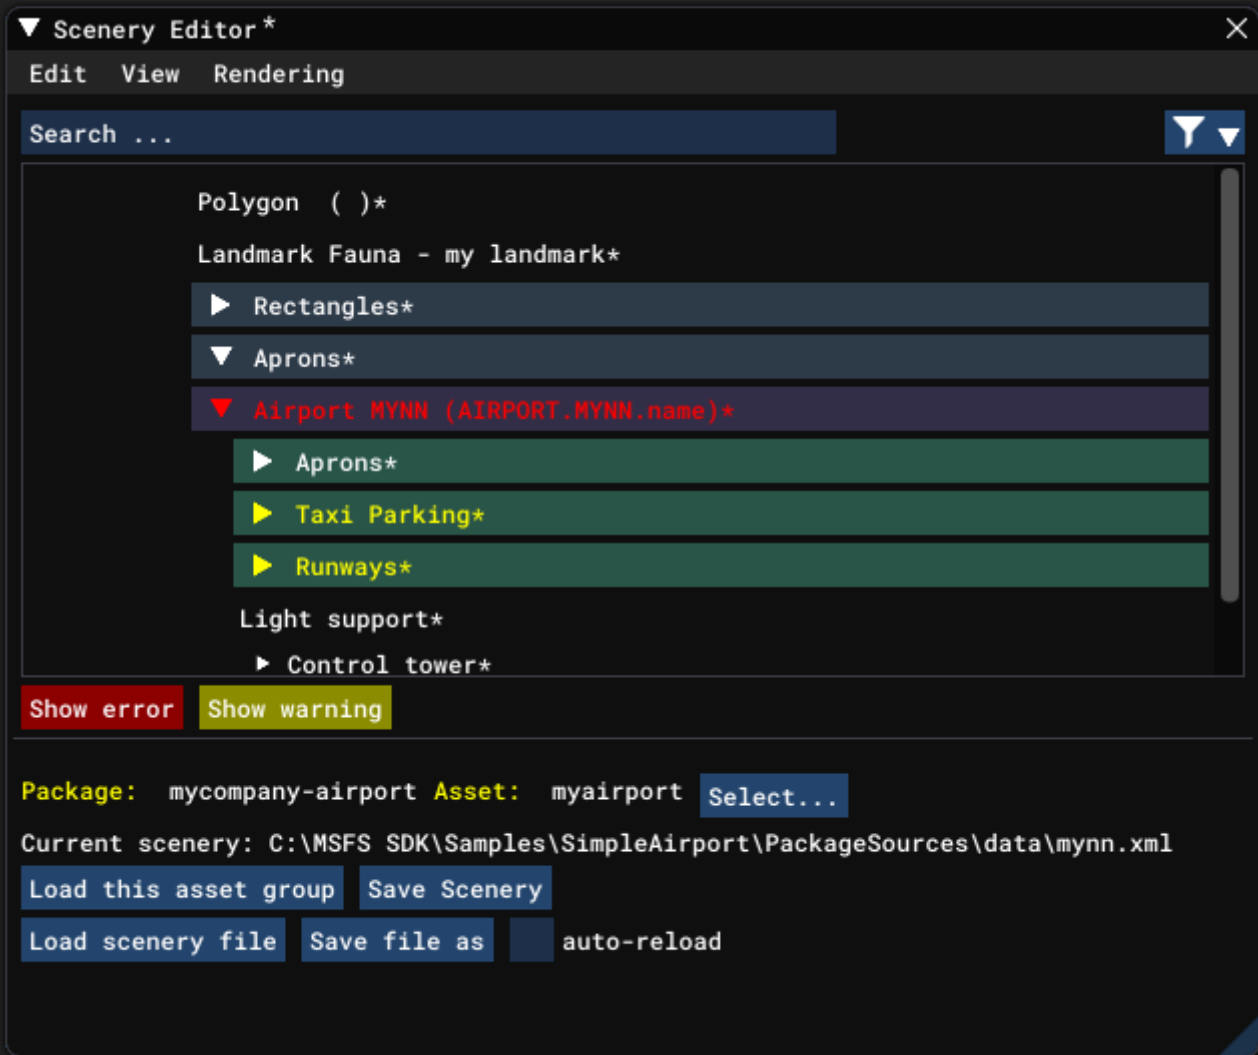 Scenery Editor*
Edit View Rendering
Search ...
Polygon ( )*
Landmark Fauna - my landmark*
Rectangles*
Aprons*
Airport MYNN (AIRPORT.MYNN.name)*
Aprons*
Taxi Parking*
Runways*
Light support*
Control tower*
Show error Show warning
Package: mycompany-airport Asset: myairport Select...
Current scenery: C:\MSFS SDK\Samples\SimpleAirport\PackageSources\data\mynn.xml
Load this asset group Save Scenery
Load scenery file Save file as auto-reload